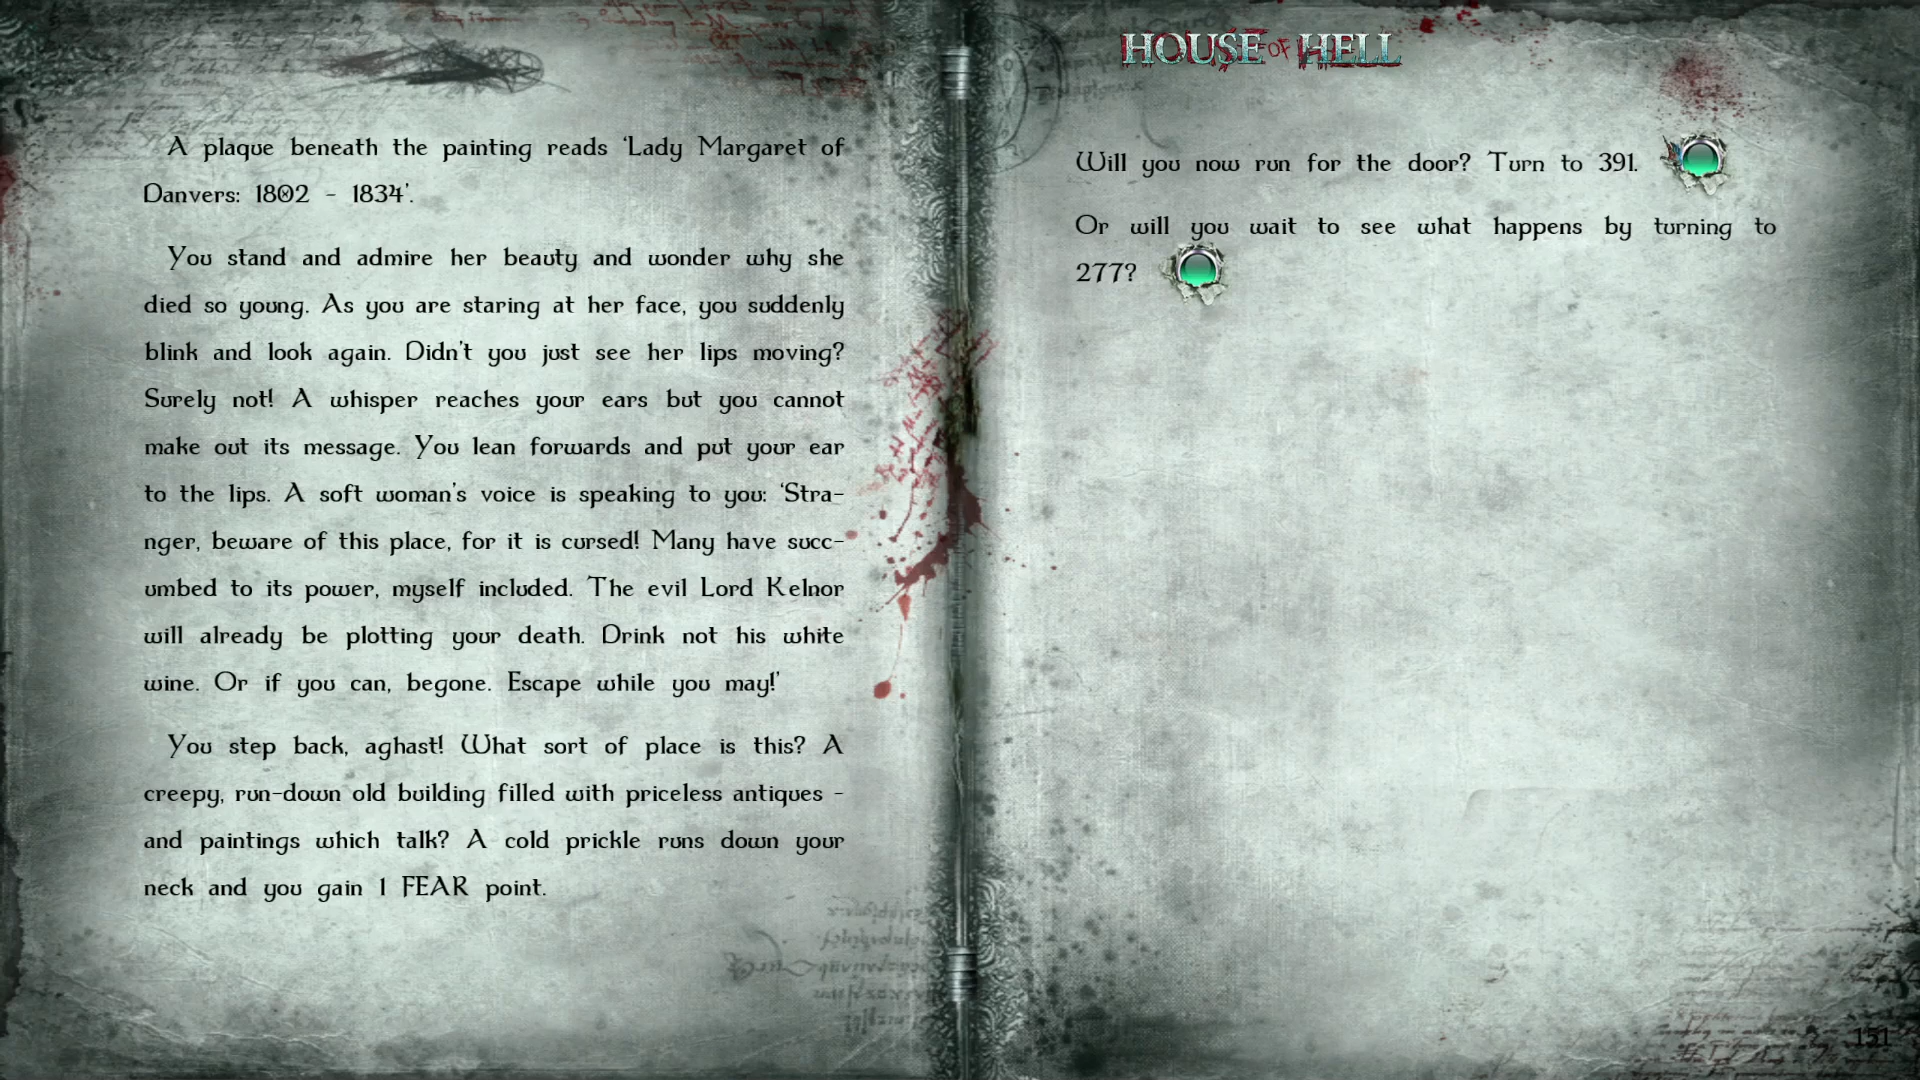 A plaque beneath the painting reads 'Lady Margaret of
Danvers: 1802 - 1834'.
You stand and admire her beauty and wonder why she
died so young. As you are staring at her face, you suddenly
blink and look again. Didn't you just see her lips moving?
Surely not! A whisper reaches your ears but you cannot
make out its message. You lean forwards and put your ear
to the lips. A soft woman's voice is speaking to you: 'Stra-
nger, beware of this place, for it is cursed! Many have succ-
umbed to its power, myself included. The evil Lord Kelnor
will already be plotting your death. Drink not his white
wine. Or if you can, begone. Escape while you may!'
You step back, aghast! What sort of place is this? A
creepy, run-down old building filled with priceless antiques -
and paintings which talk? A cold prickle runs down your
neck and you gain 1 FEAR point.
HOUSE OF HELL
Will you now run for the door? Turn to 391.
Or will you wait to see what happens by turning to
277?
151